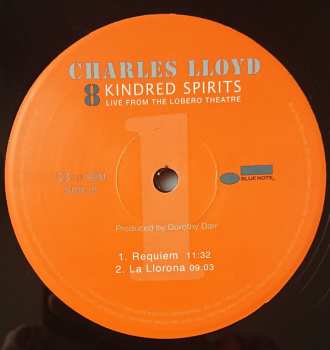 CHARLES LLOYD
8 KINDRED SPIRITS
LIVE FROM THE LOBERO THEATRE
1
RPM
BLUE NOTE
Produced by Dorothy Darr
1. Requiem 11:32
2. La Llorona 09.03